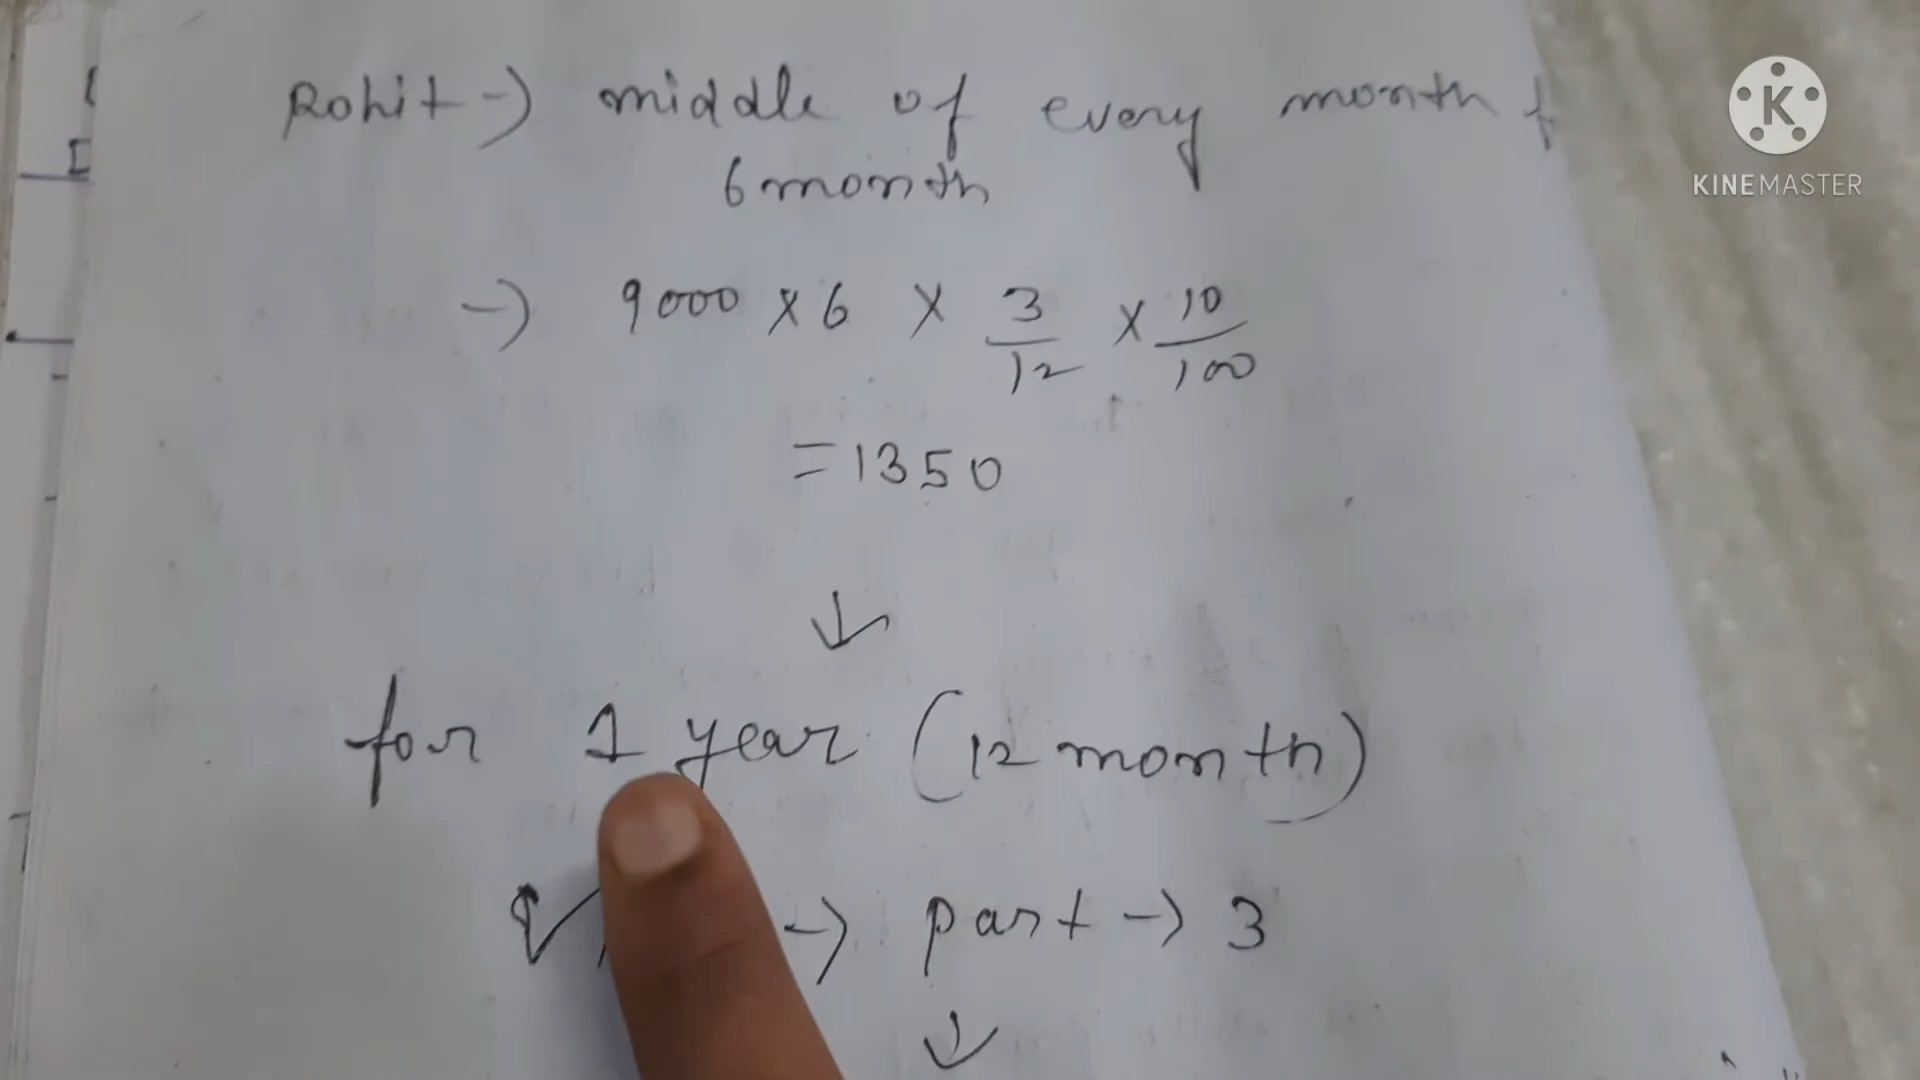 Rohit -> middle of every month
6 month
-> 9000 × 6 × 3/12 × 10/100
= 1350
for 1 year (12 month)
-> part -> 3
K
KINEMASTER